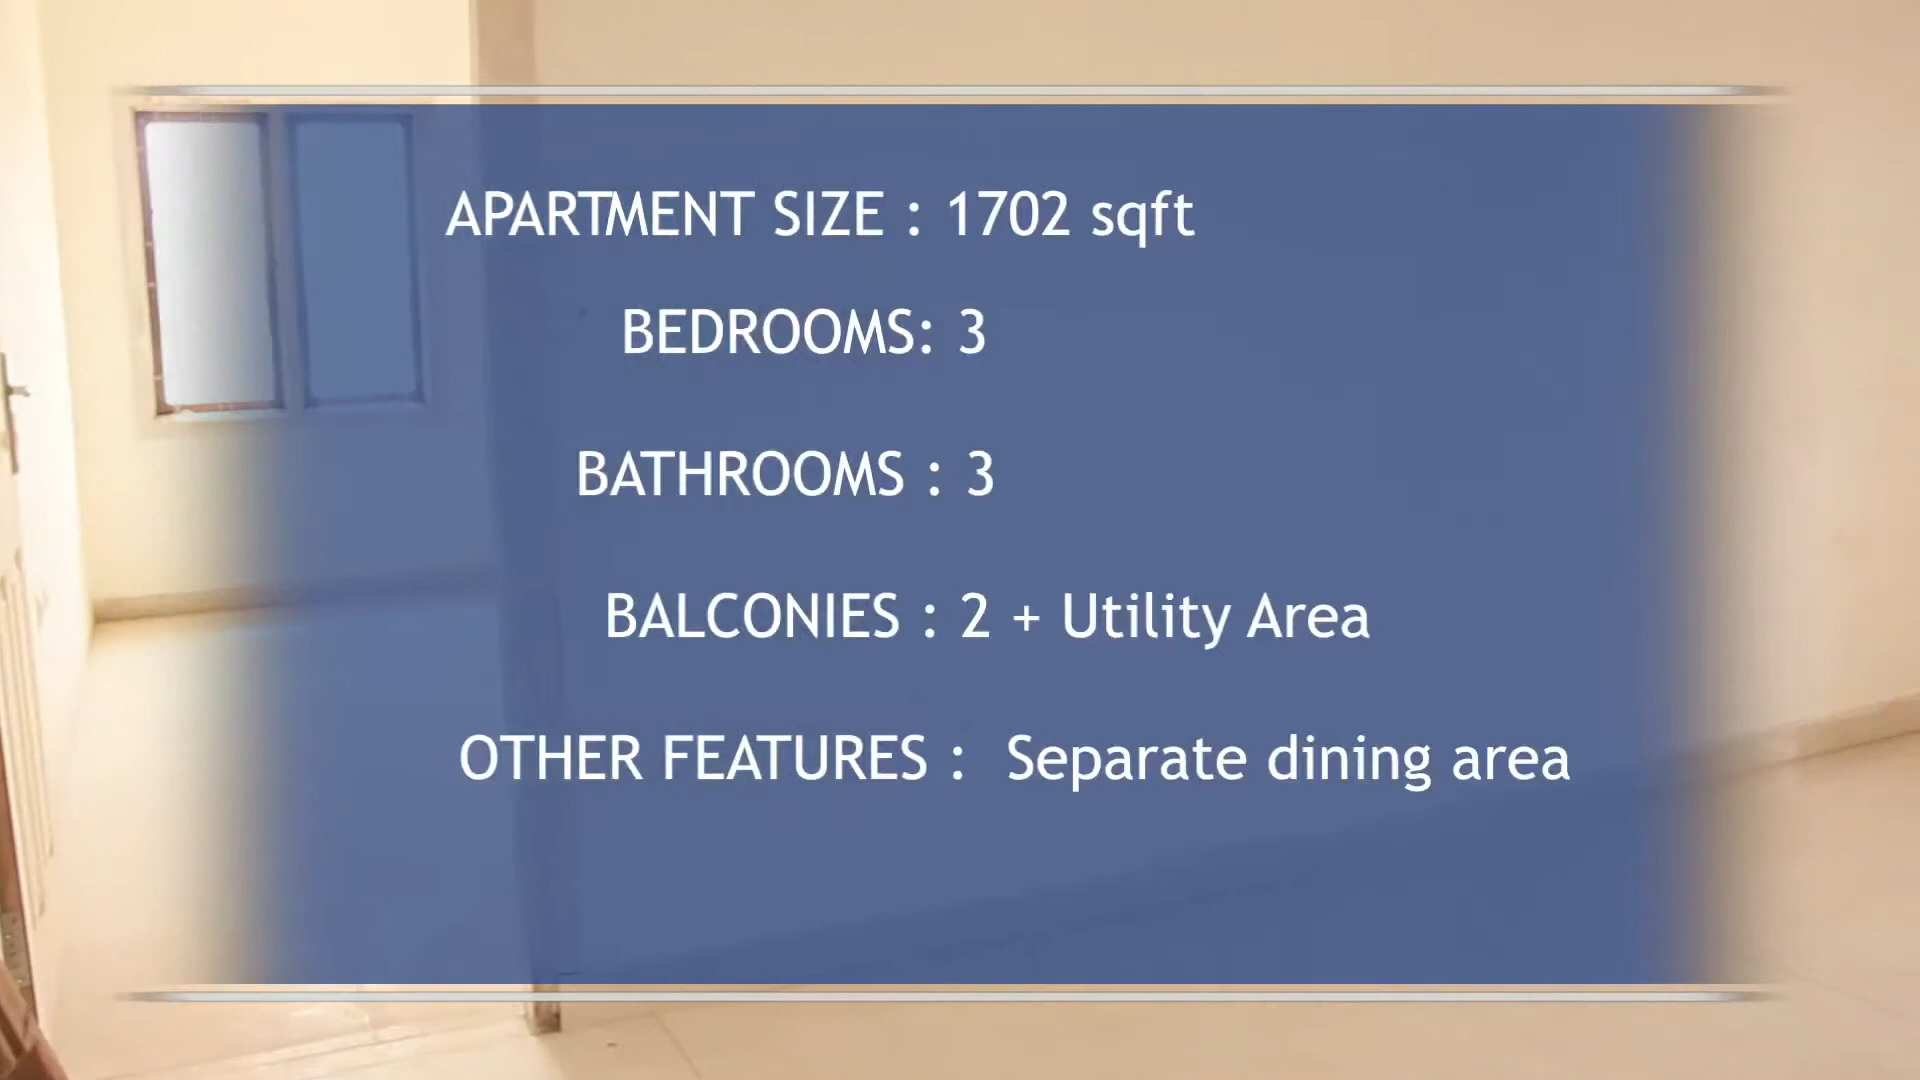 APARTMENT SIZE : 1702 sqft
BEDROOMS: 3
BATHROOMS : 3
BALCONIES : 2 + Utility Area
OTHER FEATURES : Separate dining area